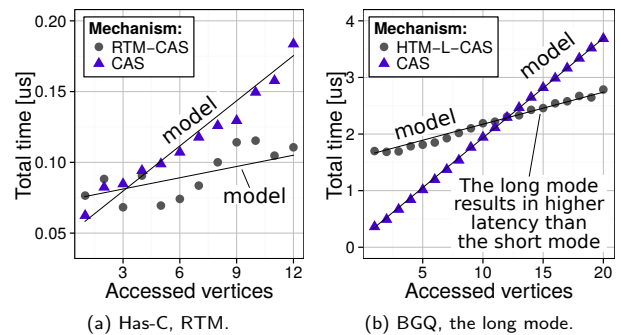 Mechanism:
RTM-CAS
CAS
model
model
0.20
0.15
0.10
0.05
Total time [us]
3
6
9
12
Accessed vertices
(a) Has-C, RTM.
Mechanism:
HTM-L-CAS
CAS
model
model
The long mode
results in higher
latency than
the short mode
4
3
2
1
0
Total time [us]
5
10
15
20
Accessed vertices
(b) BGQ, the long mode.